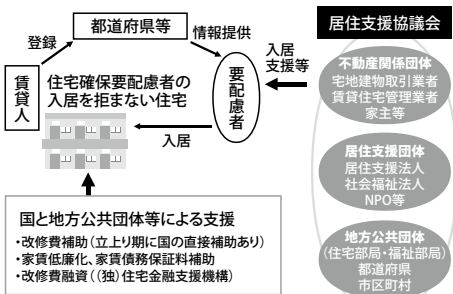 都道府県等
登録
情報提供
賃貸人
住宅確保要配慮者の
入居を拒まない住宅
要配慮者
入居
入居
支援等
国と地方公共団体等による支援
・改修費補助(立上り期に国の直接補助あり)
・家賃低廉化、家賃債務保証料補助
・改修費融資((独)住宅金融支援機構)
居住支援協議会
不動産関係団体
宅地建物取引業者
賃貸住宅管理業者
家主等
居住支援団体
居住支援法人
社会福祉法人
NPO等
地方公共団体
(住宅部局・福祉部局)
都道府県
市区町村